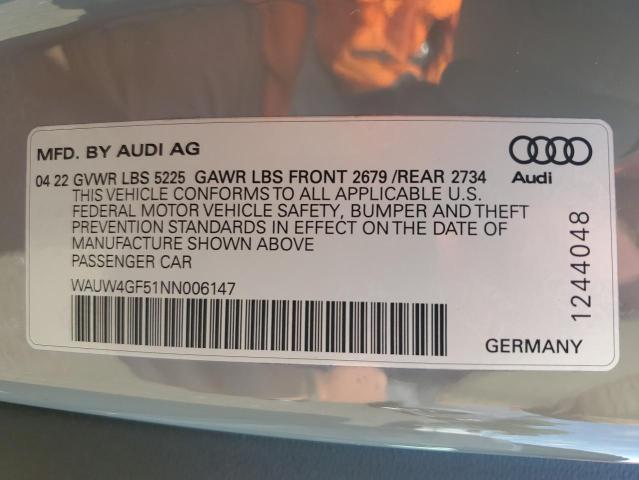 MFD. BY AUDI AG
04 22 GVWR LBS 5225 GAWR LBS FRONT 2679 /REAR 2734
THIS VEHICLE CONFORMS TO ALL APPLICABLE U.S.
FEDERAL MOTOR VEHICLE SAFETY, BUMPER AND THEFT
PREVENTION STANDARDS IN EFFECT ON THE DATE OF
MANUFACTURE SHOWN ABOVE
PASSENGER CAR
WAUW4GF51NN006147
Audi
1244048
GERMANY